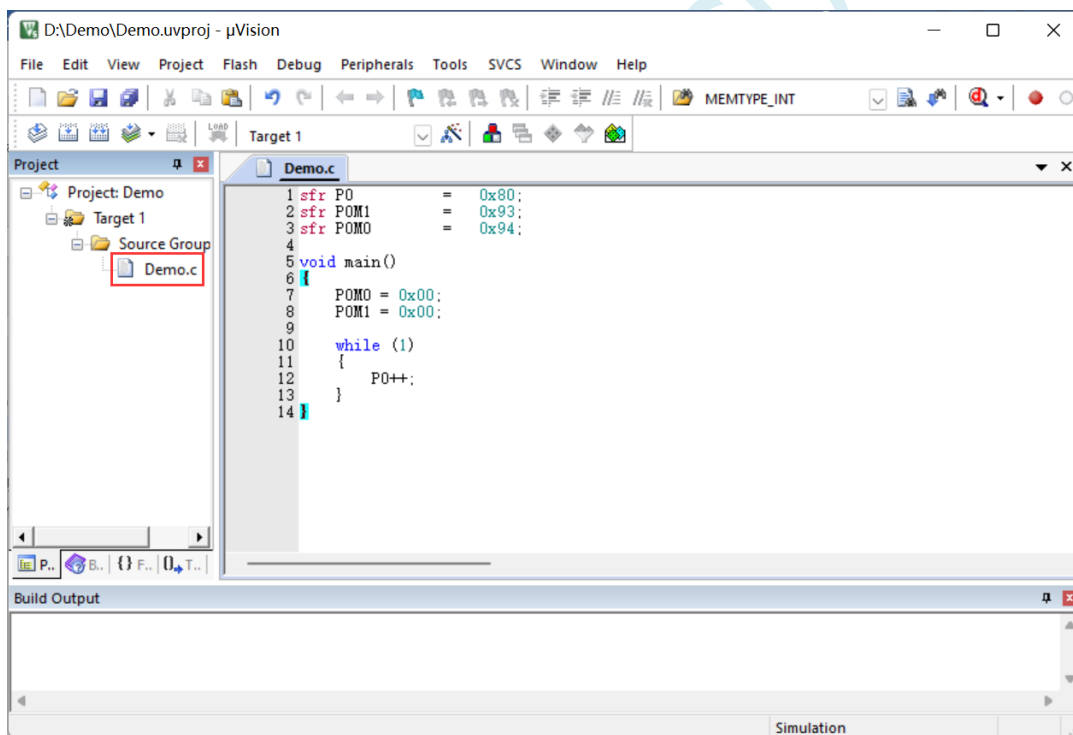 D:\Demo\Demo.uvproj - µVision
File Edit View Project Flash Debug Peripherals Tools SVCS Window Help
MEMTYPE_INT
LOAD Target 1
Project
Demo.c
Project: Demo
Target 1
Source Group
Demo.c
1 sfr P0 = 0x80;
2 sfr P0M1 = 0x93;
3 sfr P0M0 = 0x94;
4
5 void main()
6 {
7 P0M0 = 0x00;
8 P0M1 = 0x00;
9
10 while (1)
11 {
12 P0++;
13 }
14 }
P.. B.. {} F.. 0 T..
Build Output
Simulation